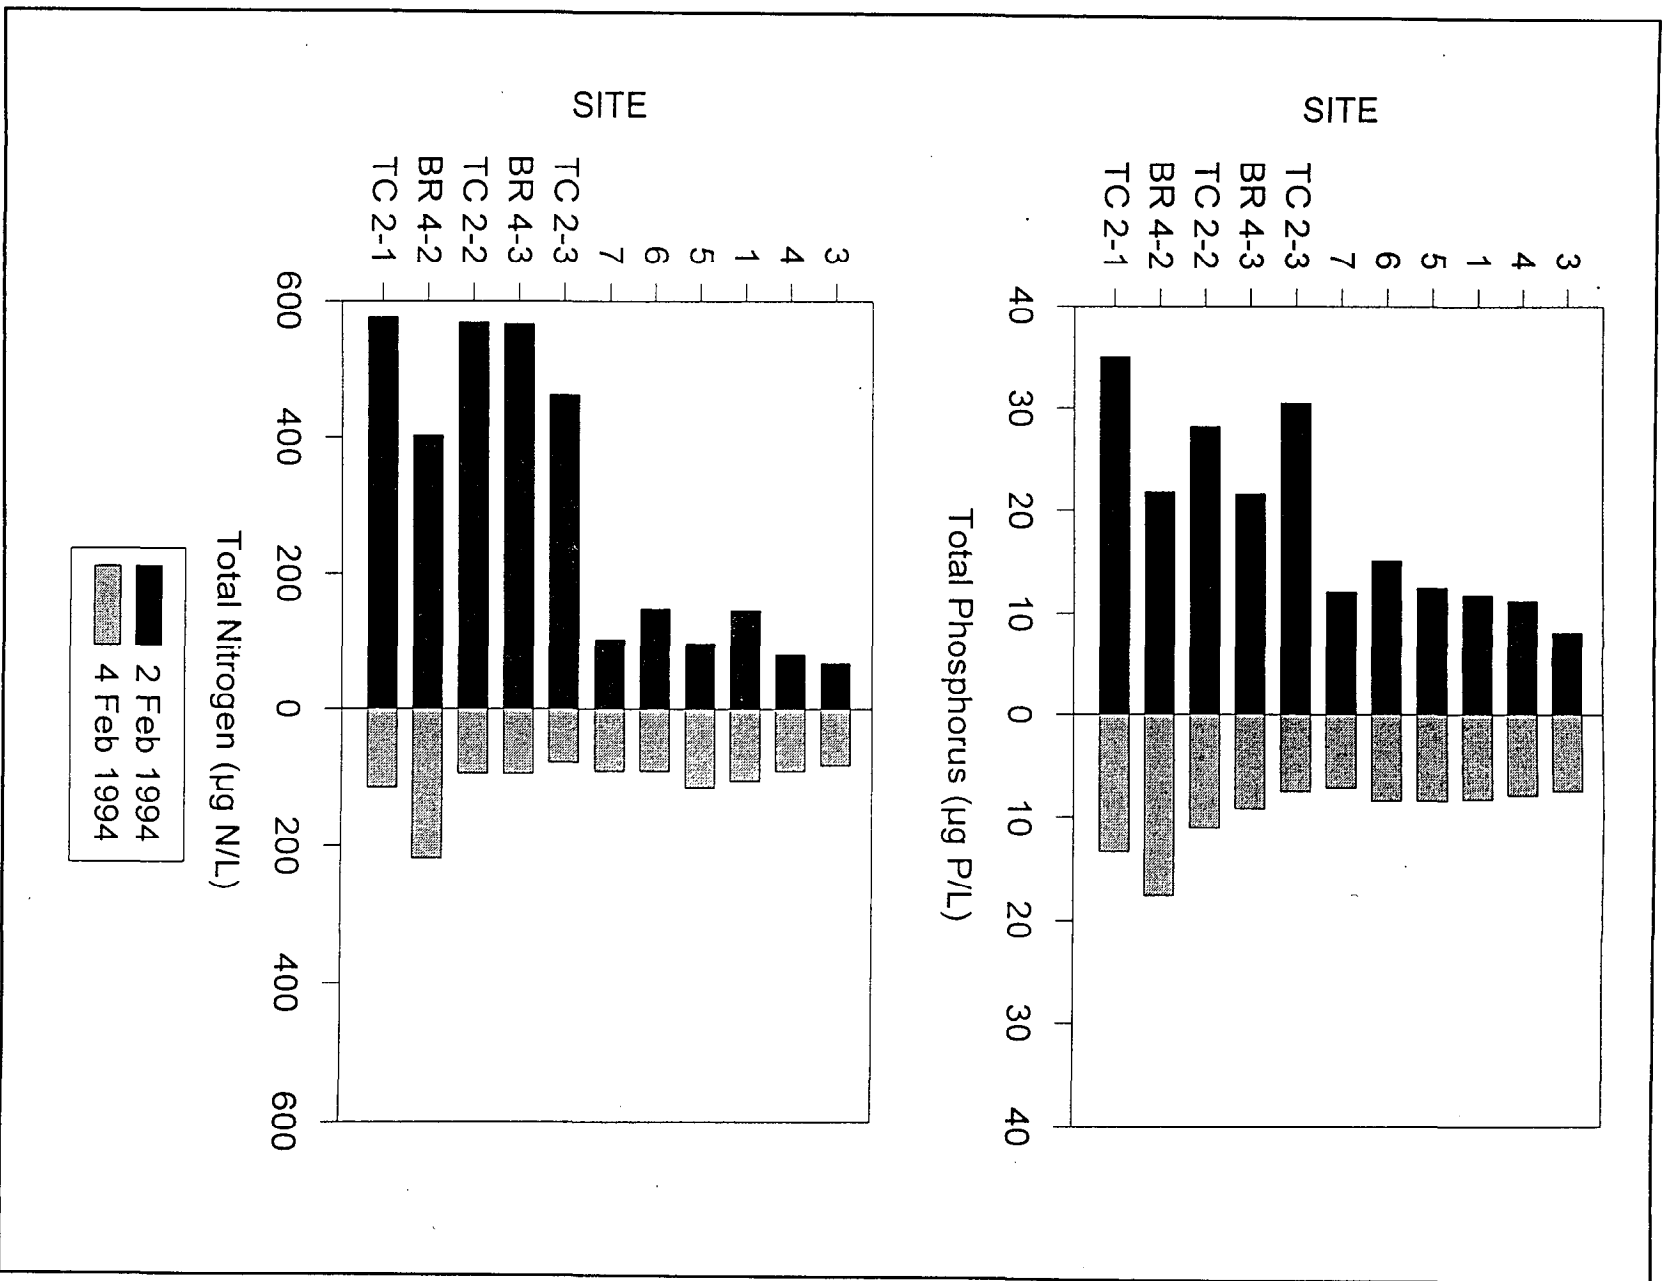 SITE
3
4
1
5
6
7
TC 2-3
BR 4-3
TC 2-2
BR 4-2
TC 2-1
40 30 20 10 0 10 20 30 40
Total Phosphorus (µg P/L)
SITE
3
4
1
5
6
7
TC 2-3
BR 4-3
TC 2-2
BR 4-2
TC 2-1
600 400 200 0 200 400 600
Total Nitrogen (µg N/L)
2 Feb 1994
4 Feb 1994